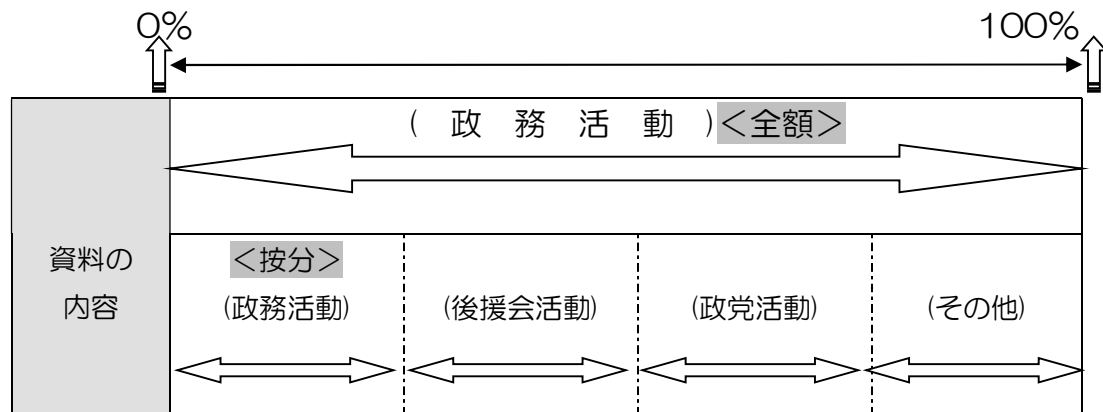 0% 100%
( 政 務 活 動 )<全額>
資料の
内容
<按分>
(政務活動) (後援会活動) (政党活動) (その他)